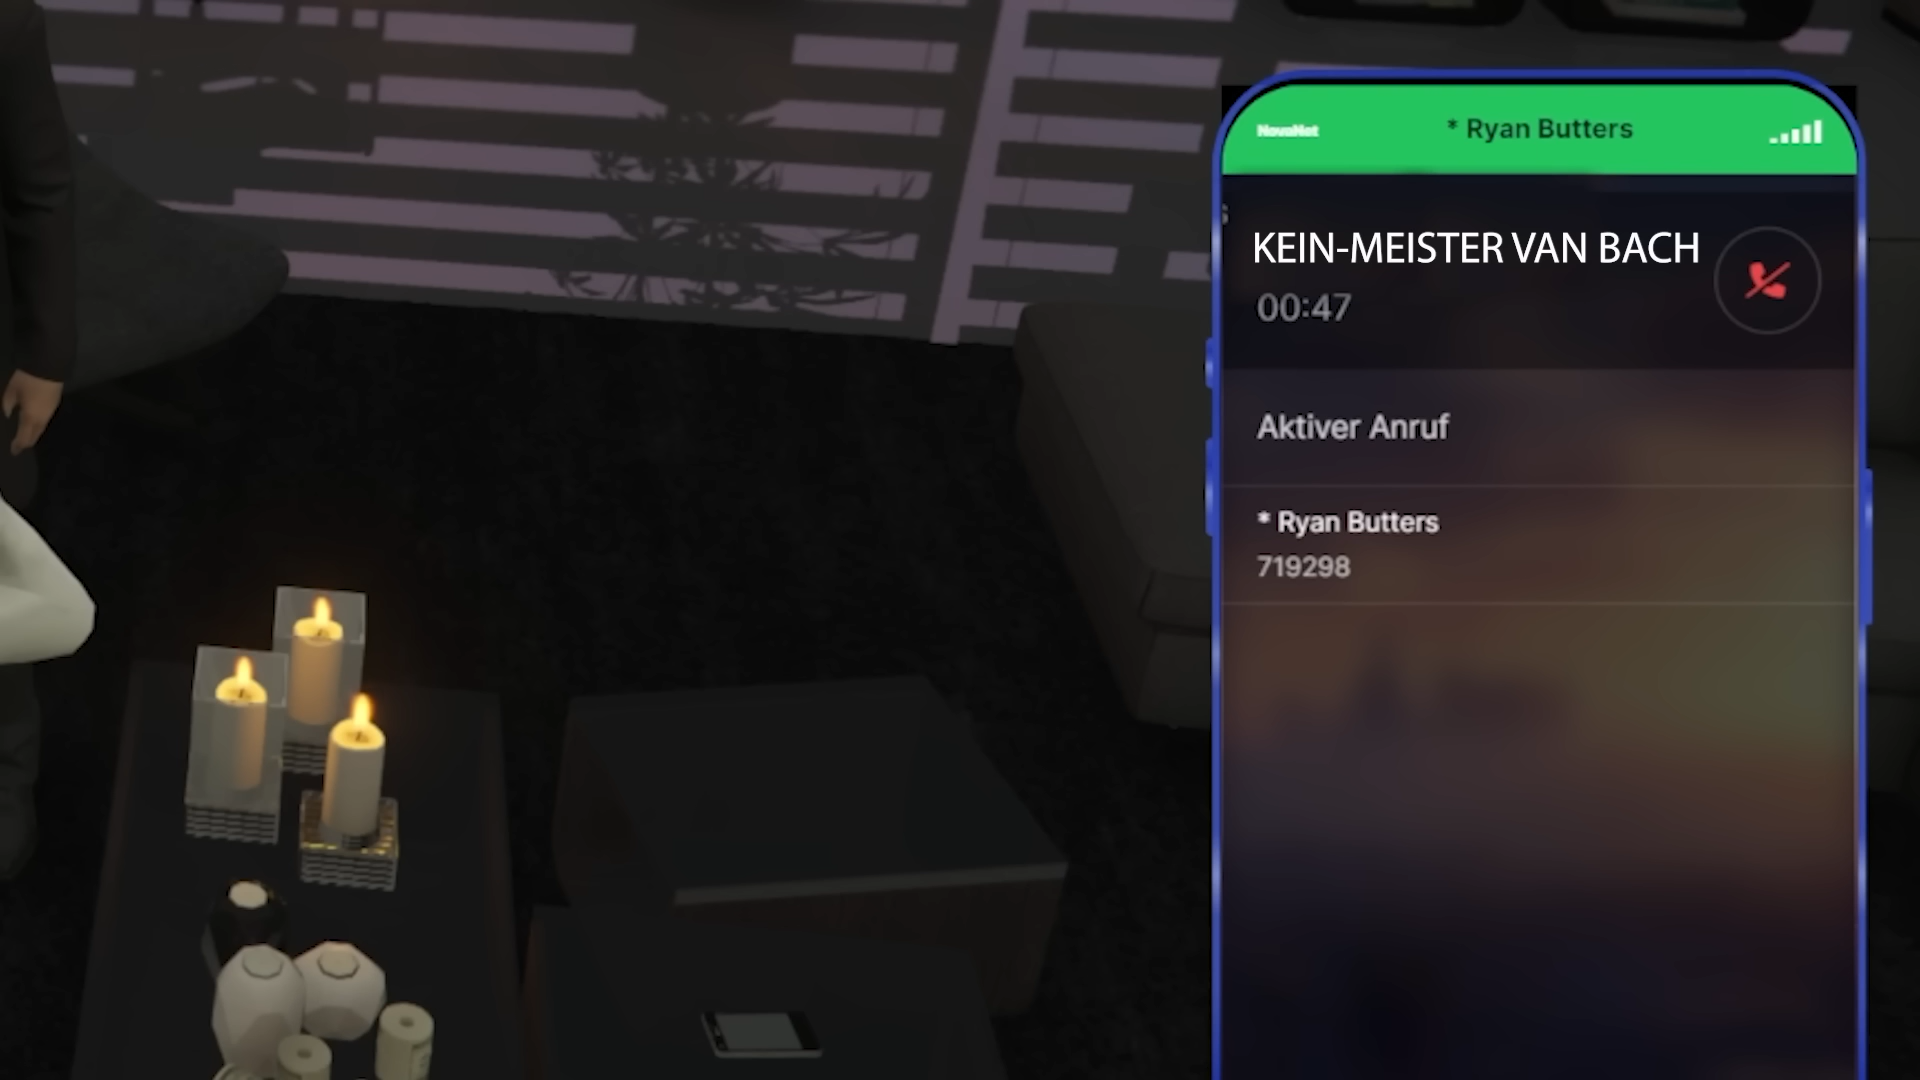 NovaNet
* Ryan Butters
KEIN-MEISTER VAN BACH
00:47
Aktiver Anruf
* Ryan Butters
719298